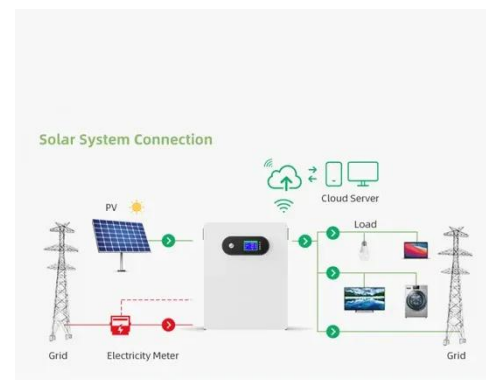 Solar System Connection
Cloud Server
PV
Load
Grid
Electricity Meter
Grid